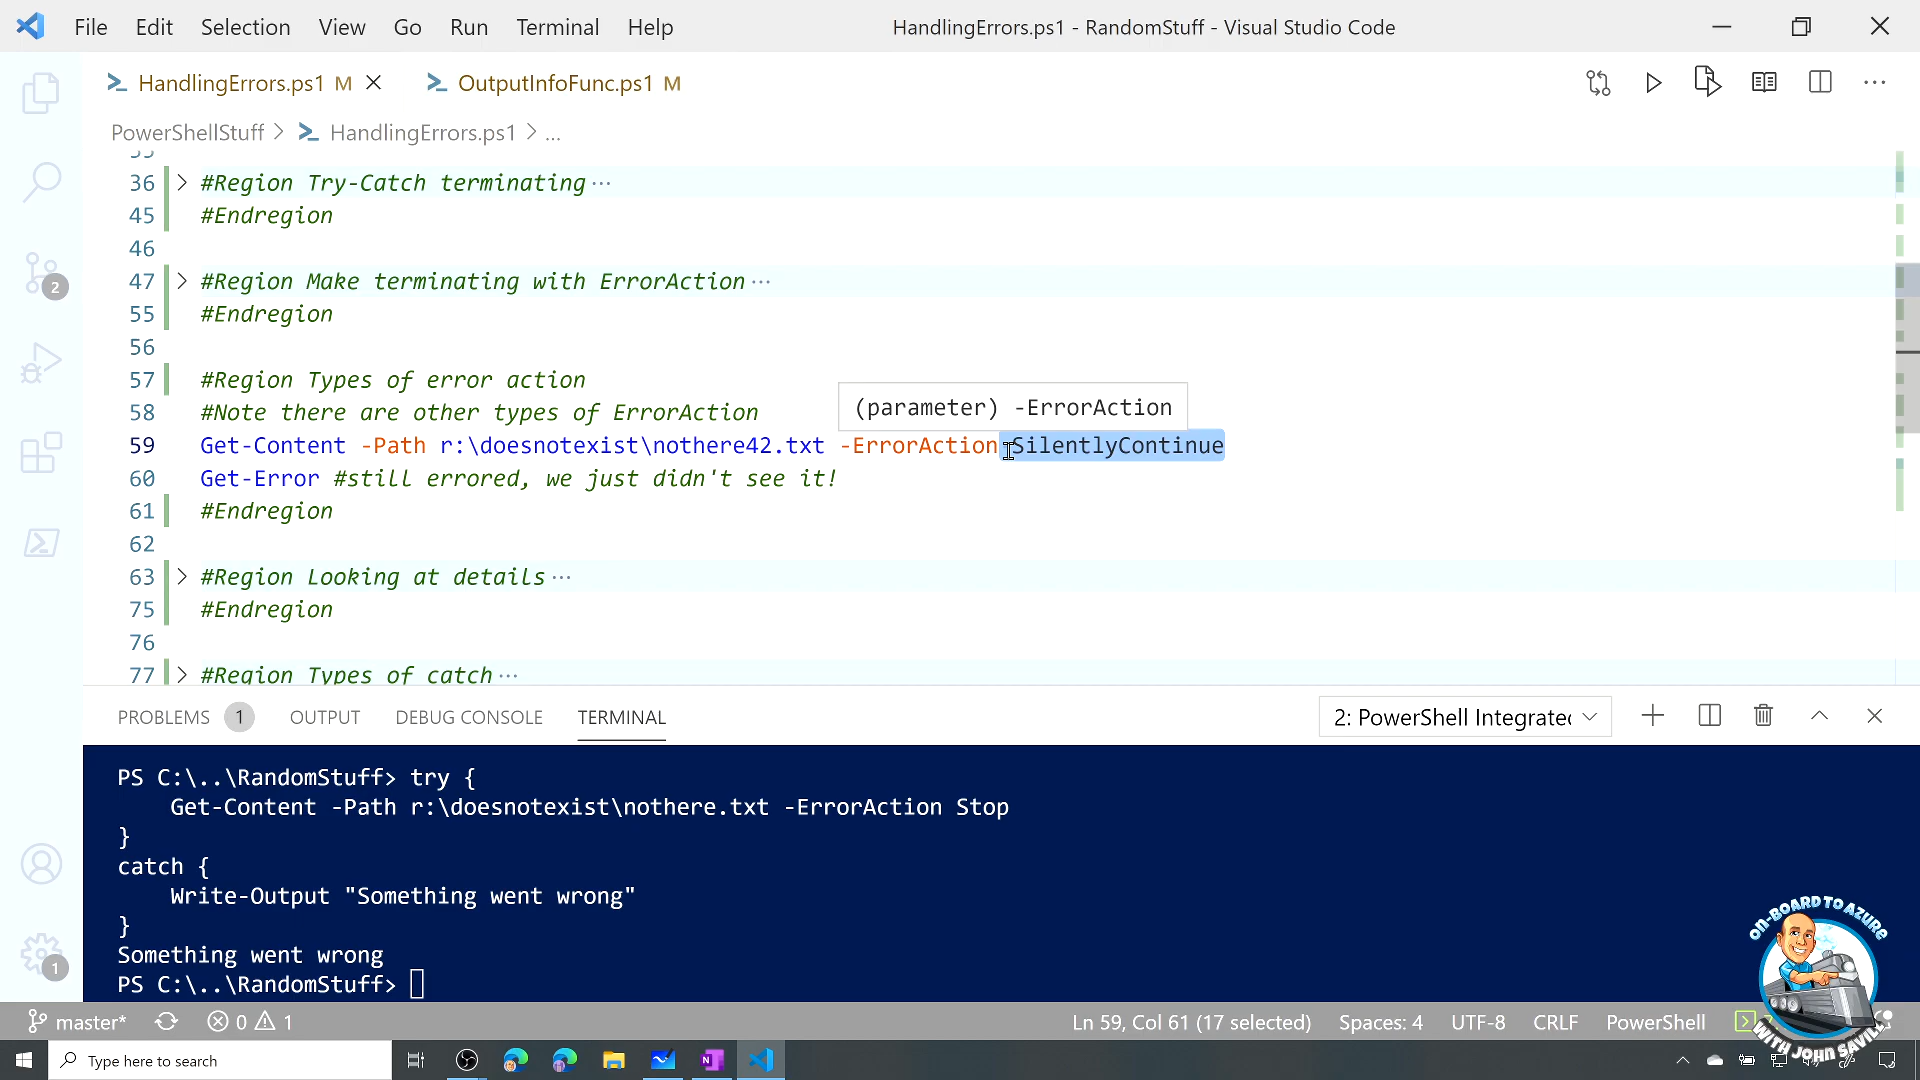 File Edit Selection View Go Run Terminal Help
HandlingErrors.ps1 - RandomStuff - Visual Studio Code
HandlingErrors.ps1 M
OutputInfoFunc.ps1 M
PowerShellStuff > HandlingErrors.ps1 > ...
36 > #Region Try-Catch terminating ···
45 #Endregion
46
47 > #Region Make terminating with ErrorAction ···
55 #Endregion
56
57 #Region Types of error action
(parameter) -ErrorAction
58 #Note there are other types of ErrorAction
59 Get-Content -Path r:\doesnotexist\nothere42.txt -ErrorAction SilentlyContinue
60 Get-Error #still errored, we just didn't see it!
61 #Endregion
62
63 > #Region Looking at details ···
75 #Endregion
76
77 > #Region Types of catch ···
2
PROBLEMS 1 OUTPUT DEBUG CONSOLE TERMINAL
2: PowerShell Integrated
PS C:\..\RandomStuff> try {
Get-Content -Path r:\doesnotexist\nothere.txt -ErrorAction Stop
}
catch {
Write-Output "Something went wrong"
}
Something went wrong
PS C:\..\RandomStuff>
1
ON-BOARD TO AZURE
WITH JOHN SAVILL
master* 0 1
Ln 59, Col 61 (17 selected) Spaces: 4 UTF-8 CRLF PowerShell
Type here to search